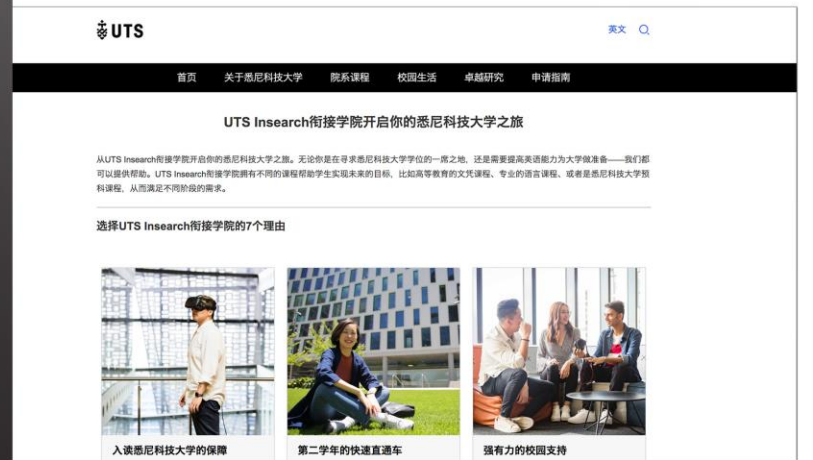 UTS
英文
首页 关于悉尼科技大学 院系课程 校园生活 卓越研究 申请指南
UTS Insearch衔接学院开启你的悉尼科技大学之旅
从UTS Insearch衔接学院开启你的悉尼科技大学之旅。无论你是在寻求悉尼科技大学学位的一席之地，还是需要提高英语能力为大学做准备——我们都
可以提供帮助。UTS Insearch衔接学院拥有不同的课程帮助学生实现未来的目标，比如高等教育的文凭课程、专业的语言课程、或者是悉尼科技大学预
科课程，从而满足不同阶段的需求。
选择UTS Insearch衔接学院的7个理由
入读悉尼科技大学的保障
第二学年的快速直通车
强有力的校园支持